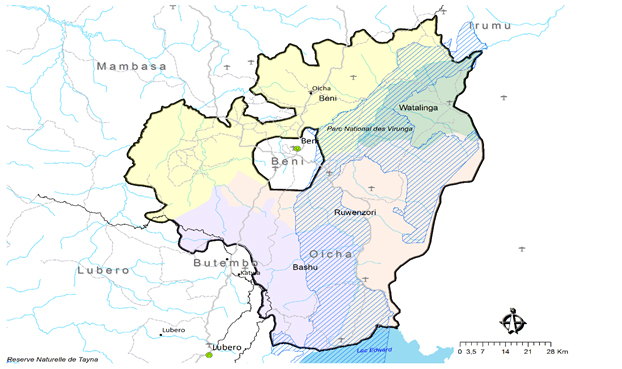 Irumu
Mambasa
Oicha
Béni
Watalinga
Parc National des Virunga
Beni
Beni
Ruwenzori
Oicha
Butembo
Bashu
Lubero
Katwa
Lubero
Lubero
Lac Edward
Reserve Naturelle de Tayna
0 3,5 7 14 21 28 Km